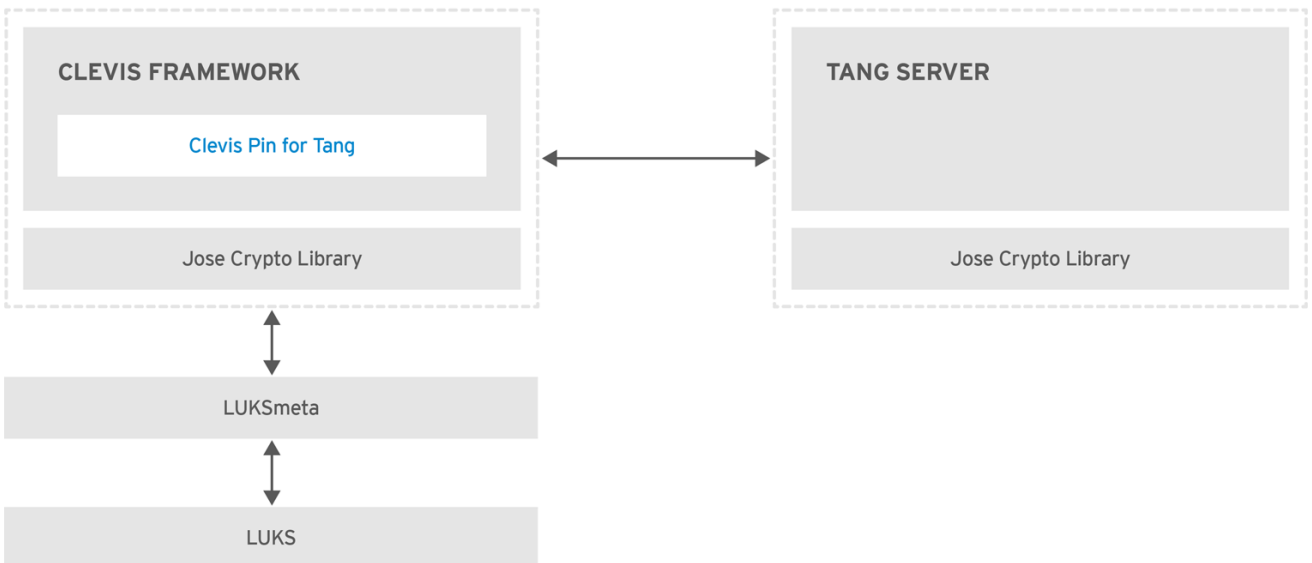 CLEVIS FRAMEWORK
Clevis Pin for Tang
Jose Crypto Library
TANG SERVER
Jose Crypto Library
LUKSmeta
LUKS